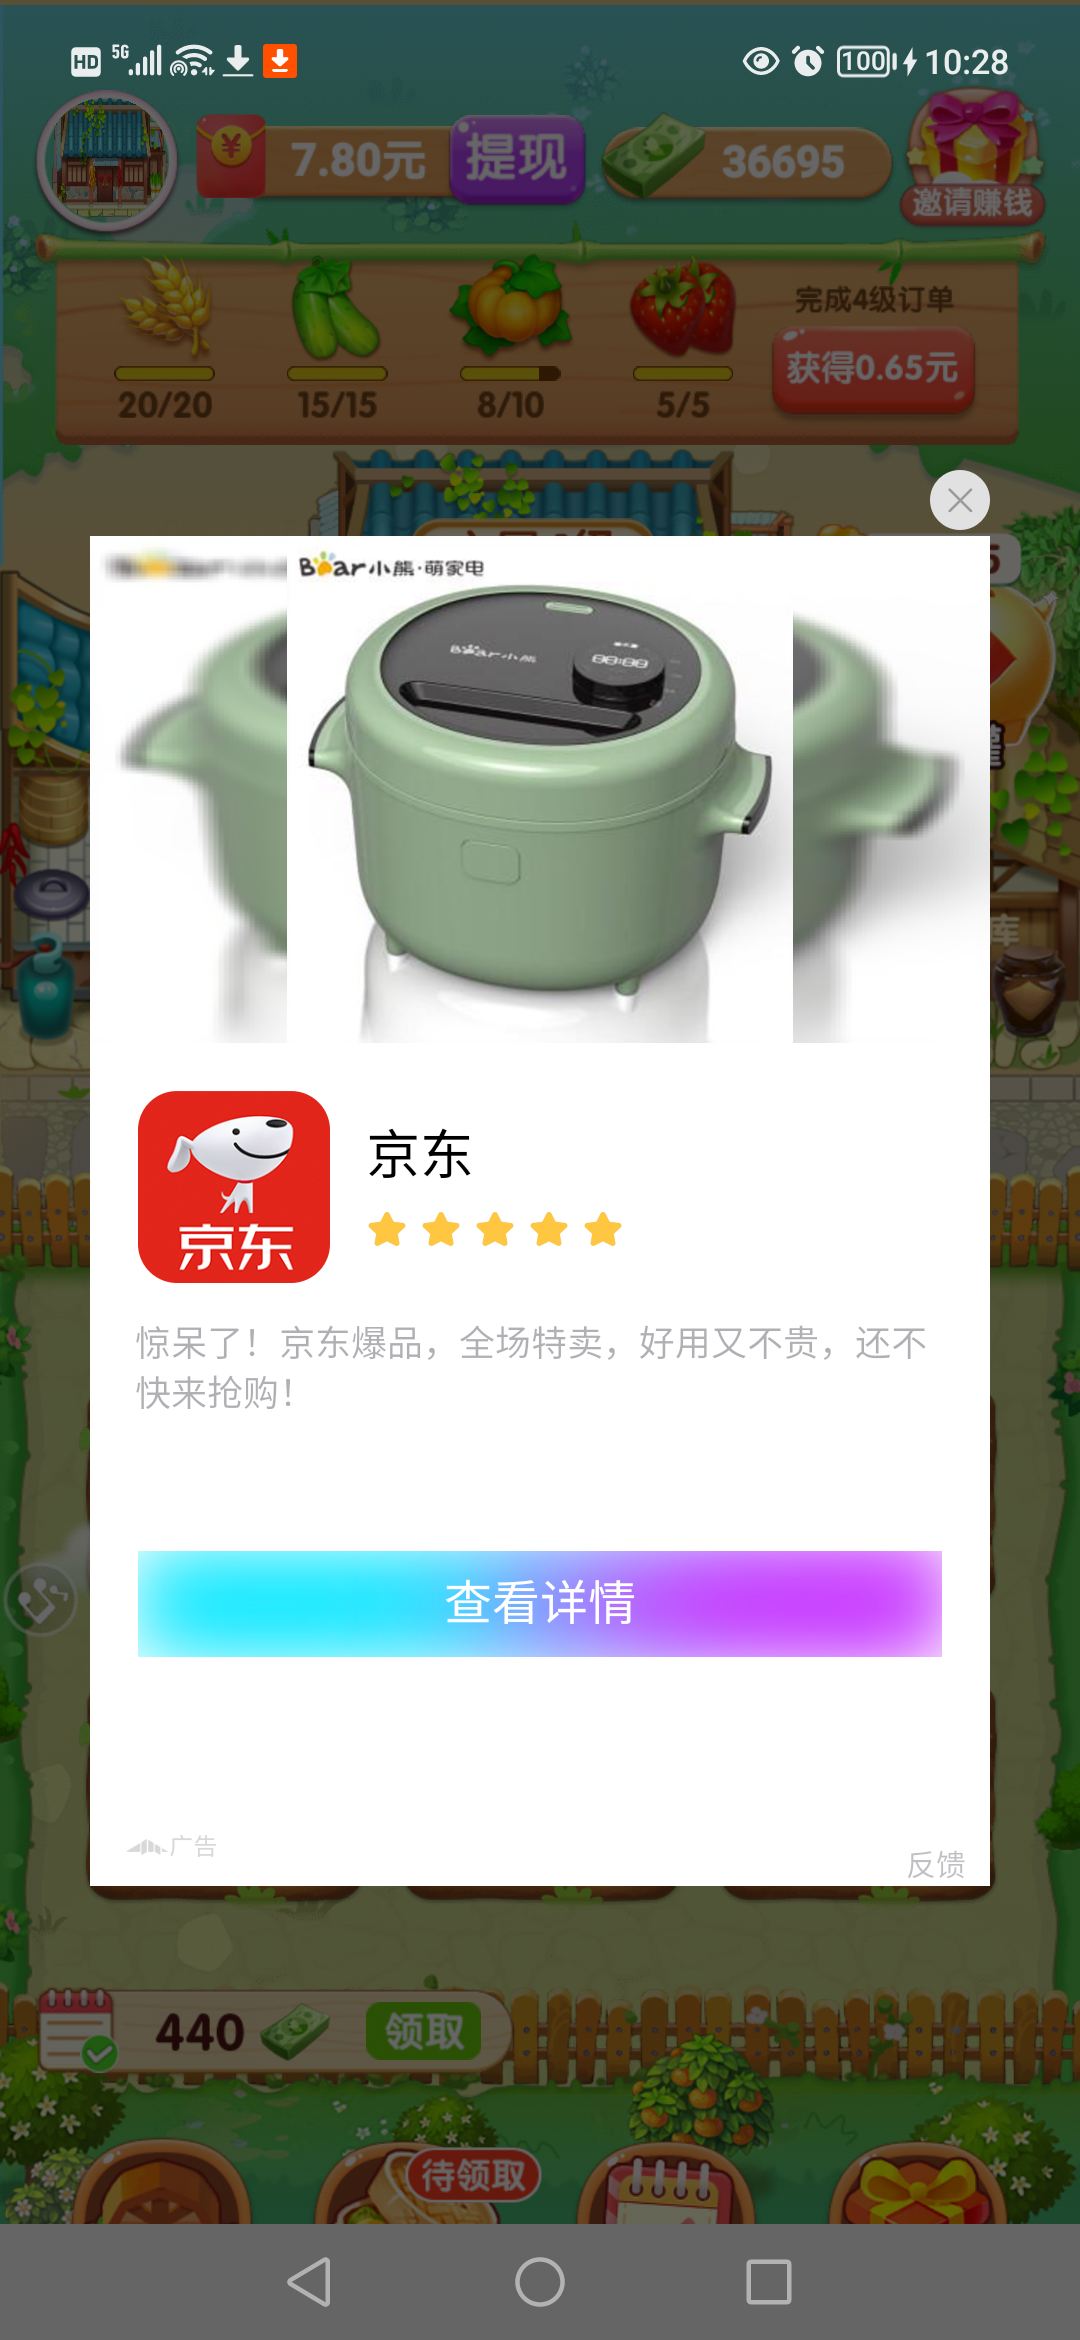 HD 5G 100 10:28
7.80元 提现 36695
邀请赚钱
完成4级订单
获得0.65元
20/20 15/15 8/10 5/5
Bear小熊·萌家电
Bear小熊
00:00
京东
京东
惊呆了！京东爆品，全场特卖，好用又不贵，还不
快来抢购！
查看详情
广告
反馈
库
440 领取
待领取